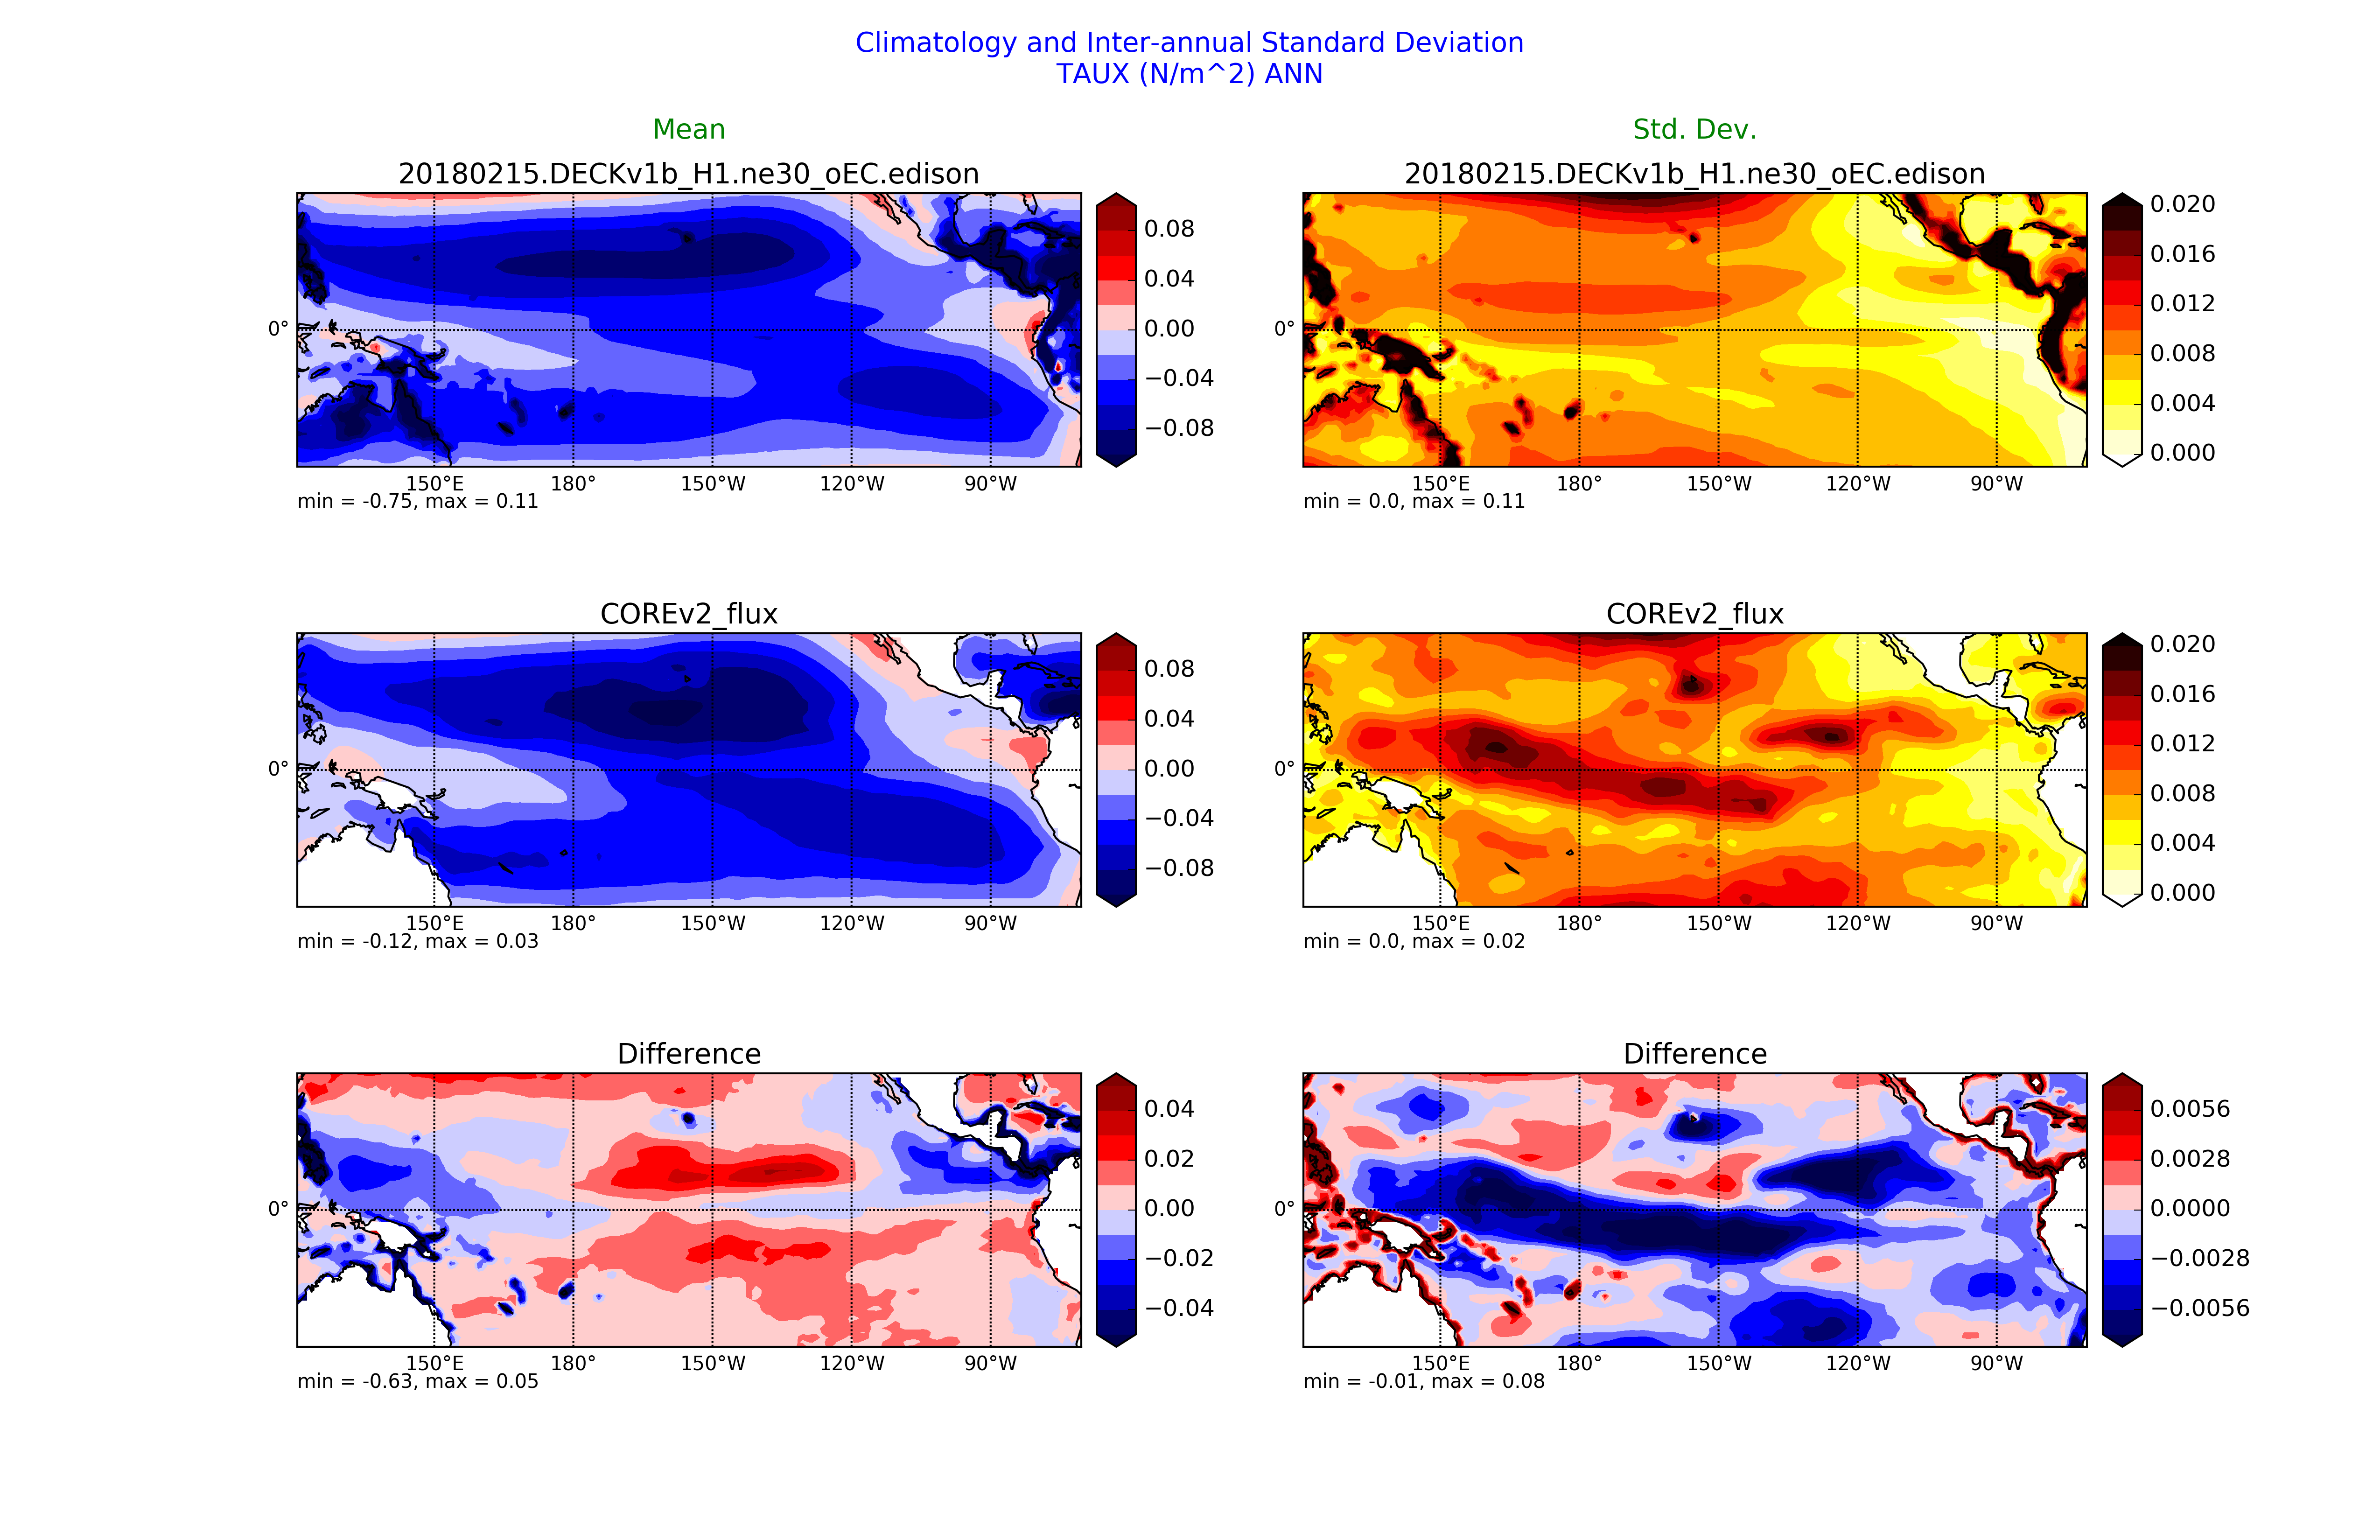 Climatology and Inter-annual Standard Deviation
TAUX (N/m^2) ANN
Mean
Std. Dev.
20180215.DECKv1b_H1.ne30_oEC.edison
0.08
0.04
0.00
−0.04
−0.08
0°
150°E 180° 150°W 120°W 90°W
min = -0.75, max = 0.11
20180215.DECKv1b_H1.ne30_oEC.edison
0.020
0.016
0.012
0.008
0.004
0.000
0°
150°E 180° 150°W 120°W 90°W
min = 0.0, max = 0.11
COREv2_flux
0.08
0.04
0.00
−0.04
−0.08
0°
150°E 180° 150°W 120°W 90°W
min = -0.12, max = 0.03
COREv2_flux
0.020
0.016
0.012
0.008
0.004
0.000
0°
150°E 180° 150°W 120°W 90°W
min = 0.0, max = 0.02
Difference
0.04
0.02
0.00
−0.02
−0.04
0°
150°E 180° 150°W 120°W 90°W
min = -0.63, max = 0.05
Difference
0.0056
0.0028
0.0000
−0.0028
−0.0056
0°
150°E 180° 150°W 120°W 90°W
min = -0.01, max = 0.08